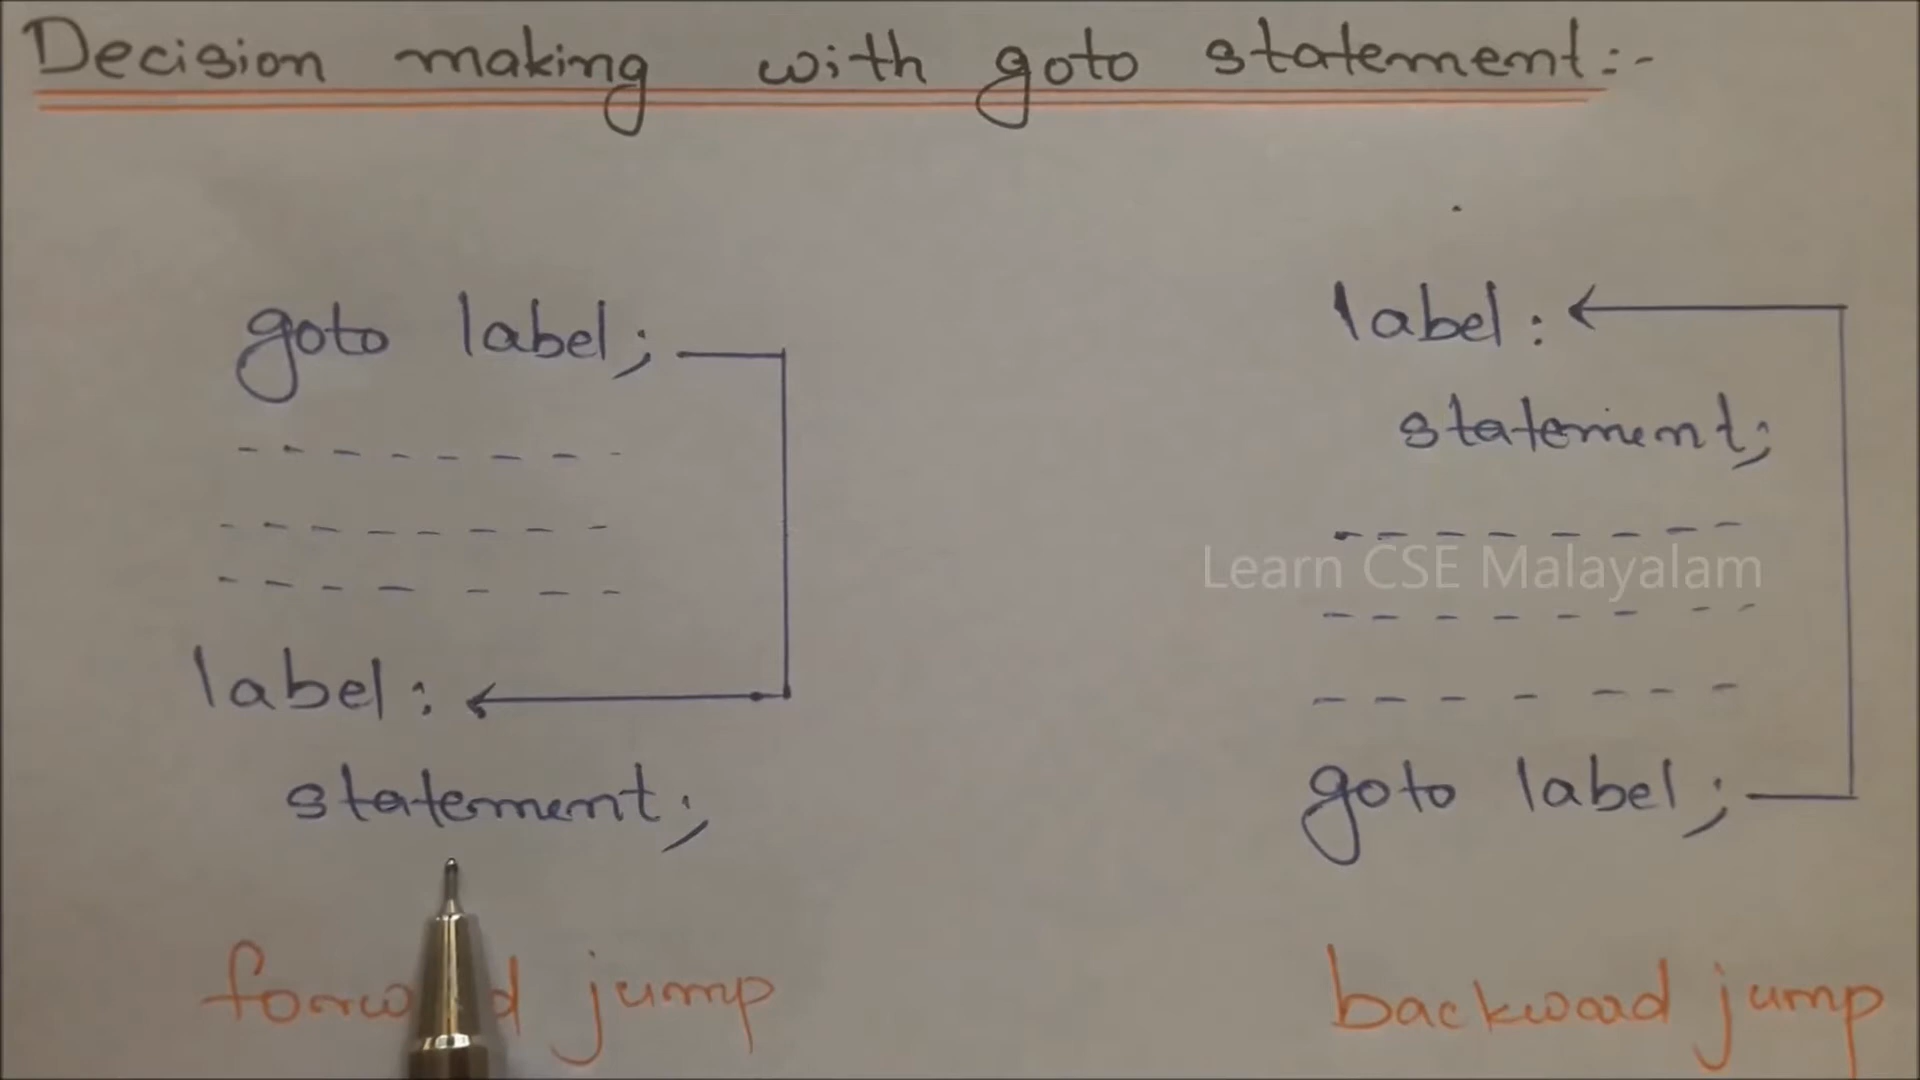 Decision making with goto statement:-
goto label;
label:
statement;
forward jump
label:
statement;
goto label;
backward jump
Learn CSE Malayalam